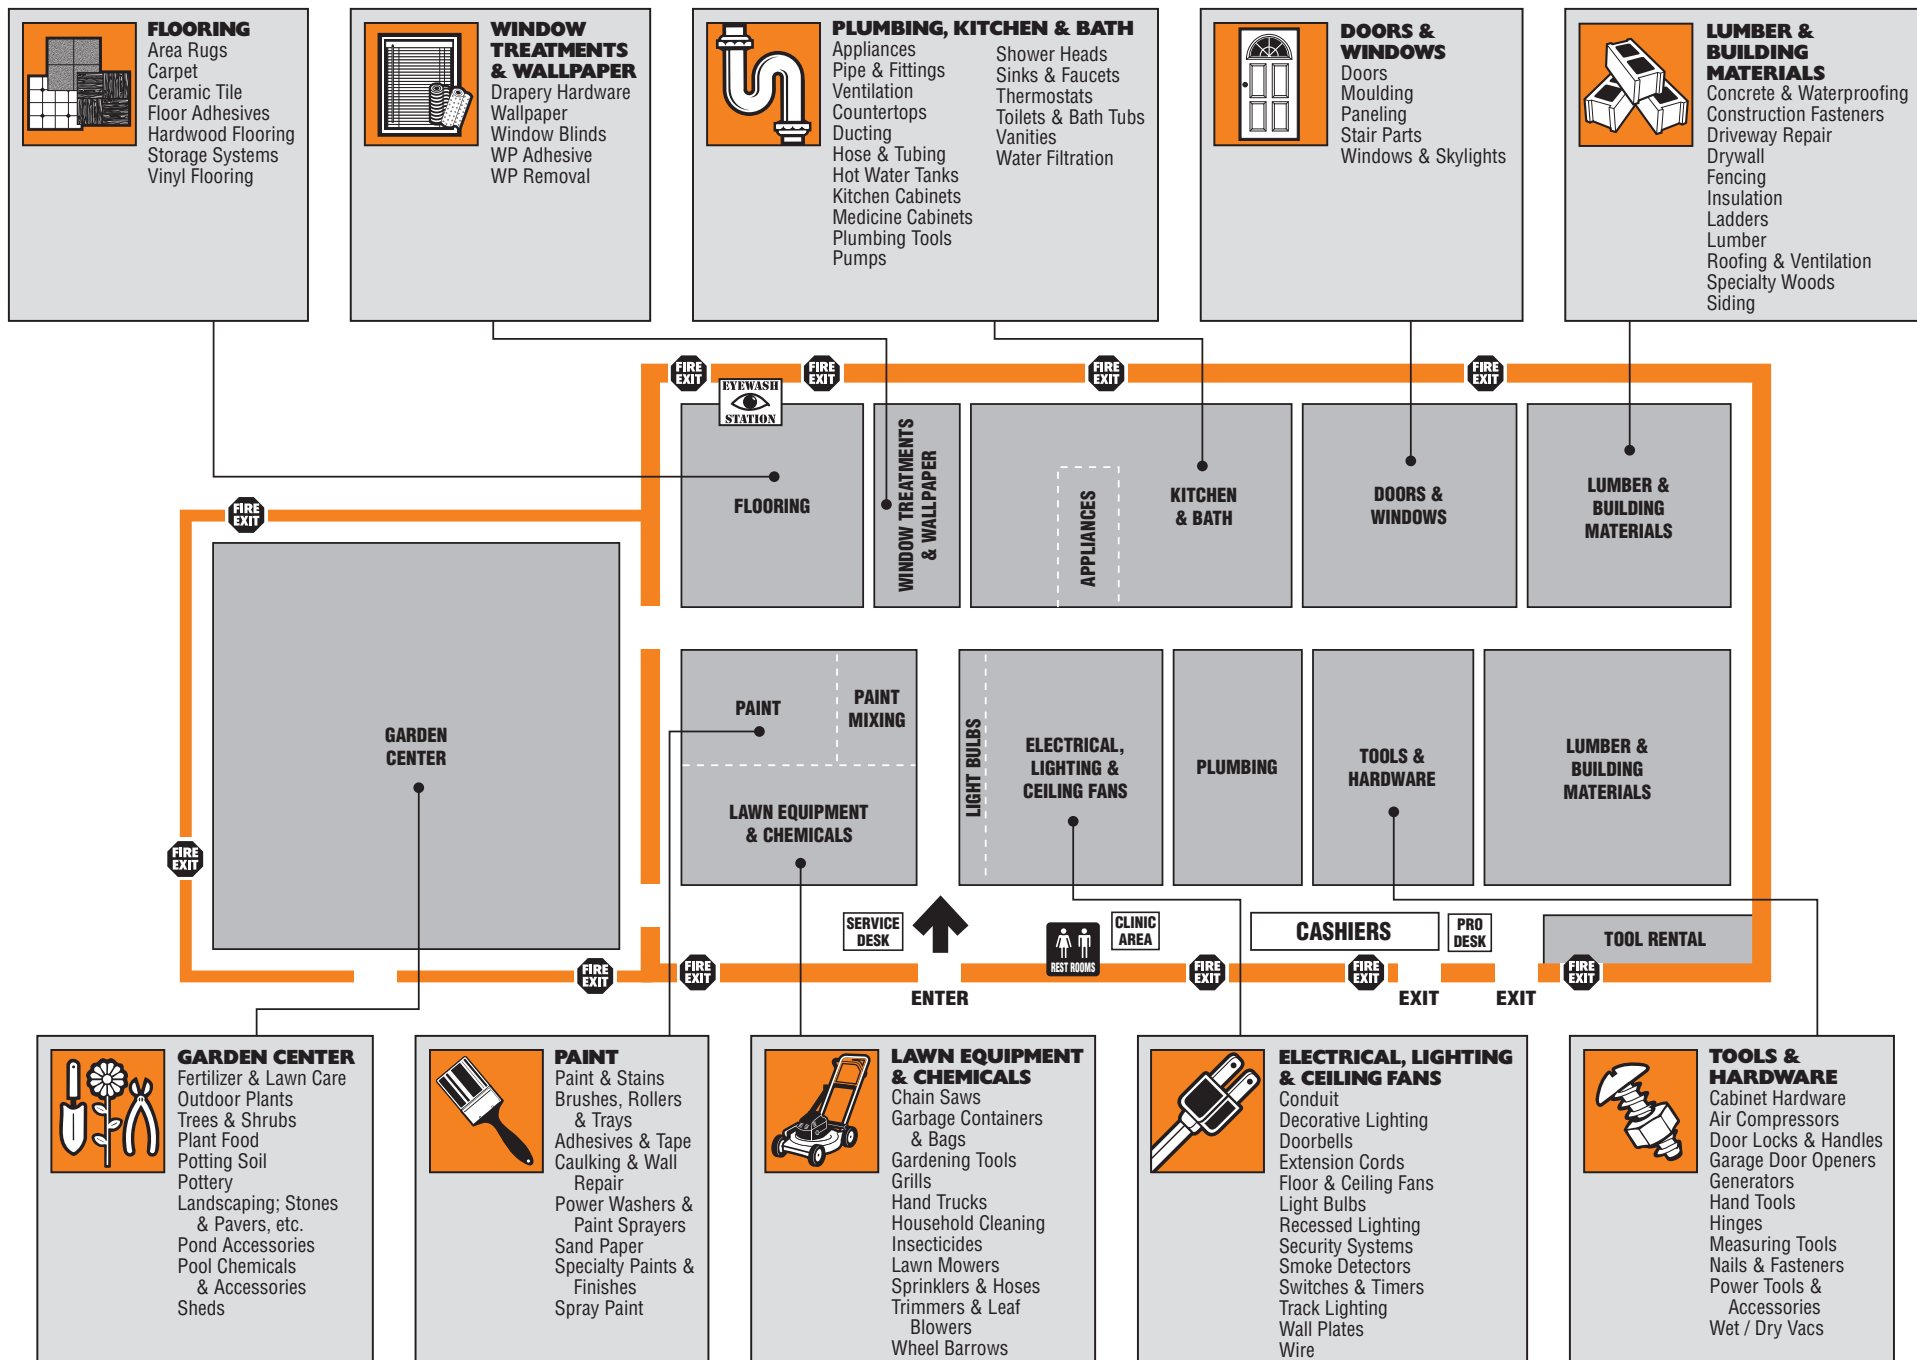 FLOORING
Area Rugs
Carpet
Ceramic Tile
Floor Adhesives
Hardwood Flooring
Storage Systems
Vinyl Flooring
WINDOW
TREATMENTS
& WALLPAPER
Drapery Hardware
Wallpaper
Window Blinds
WP Adhesive
WP Removal
PLUMBING, KITCHEN & BATH
Appliances
Pipe & Fittings
Ventilation
Countertops
Ducting
Hose & Tubing
Hot Water Tanks
Kitchen Cabinets
Medicine Cabinets
Plumbing Tools
Pumps
Shower Heads
Sinks & Faucets
Thermostats
Toilets & Bath Tubs
Vanities
Water Filtration
DOORS &
WINDOWS
Doors
Moulding
Paneling
Stair Parts
Windows & Skylights
LUMBER &
BUILDING
MATERIALS
Concrete & Waterproofing
Construction Fasteners
Driveway Repair
Drywall
Fencing
Insulation
Ladders
Lumber
Roofing & Ventilation
Specialty Woods
Siding
FIRE
EXIT
FIRE
EXIT
FIRE
EXIT
FIRE
EXIT
EYEWASH
STATION
FLOORING
WINDOW TREATMENTS
& WALLPAPER
APPLIANCES
KITCHEN
& BATH
DOORS &
WINDOWS
LUMBER &
BUILDING
MATERIALS
FIRE
EXIT
GARDEN
CENTER
PAINT
PAINT
MIXING
LAWN EQUIPMENT
& CHEMICALS
LIGHT BULBS
ELECTRICAL,
LIGHTING &
CEILING FANS
PLUMBING
TOOLS &
HARDWARE
LUMBER &
BUILDING
MATERIALS
FIRE
EXIT
SERVICE
DESK
REST ROOMS
CLINIC
AREA
CASHIERS
PRO
DESK
TOOL RENTAL
FIRE
EXIT
FIRE
EXIT
FIRE
EXIT
FIRE
EXIT
FIRE
EXIT
ENTER
EXIT
EXIT
GARDEN CENTER
Fertilizer & Lawn Care
Outdoor Plants
Trees & Shrubs
Plant Food
Potting Soil
Pottery
Landscaping; Stones
& Pavers, etc.
Pond Accessories
Pool Chemicals
& Accessories
Sheds
PAINT
Paint & Stains
Brushes, Rollers
& Trays
Adhesives & Tape
Caulking & Wall
Repair
Power Washers &
Paint Sprayers
Sand Paper
Specialty Paints &
Finishes
Spray Paint
LAWN EQUIPMENT
& CHEMICALS
Chain Saws
Garbage Containers
& Bags
Gardening Tools
Grills
Hand Trucks
Household Cleaning
Insecticides
Lawn Mowers
Sprinklers & Hoses
Trimmers & Leaf
Blowers
Wheel Barrows
ELECTRICAL, LIGHTING
& CEILING FANS
Conduit
Decorative Lighting
Doorbells
Extension Cords
Floor & Ceiling Fans
Light Bulbs
Recessed Lighting
Security Systems
Smoke Detectors
Switches & Timers
Track Lighting
Wall Plates
Wire
TOOLS &
HARDWARE
Cabinet Hardware
Air Compressors
Door Locks & Handles
Garage Door Openers
Generators
Hand Tools
Hinges
Measuring Tools
Nails & Fasteners
Power Tools &
Accessories
Wet / Dry Vacs